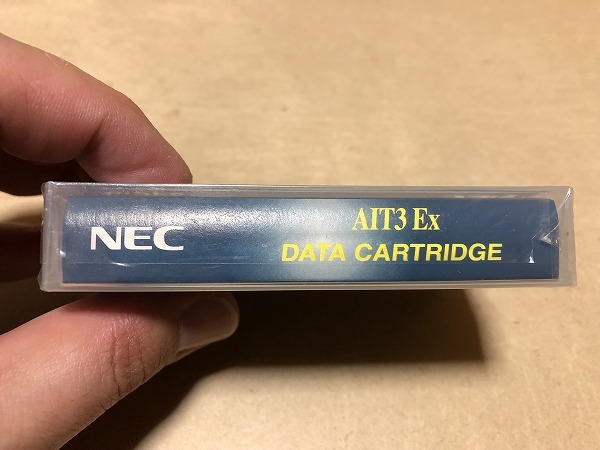 NEC
AIT3 Ex
DATA CARTRIDGE